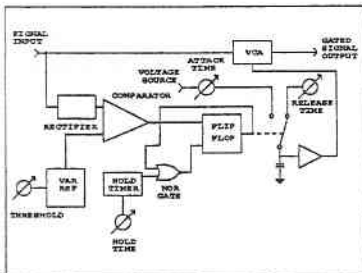 SIGNAL
INPUT
VCA
GATED
SIGNAL
OUTPUT
ATTACK
TIME
VOLTAGE
SOURCE
RELEASE
TIME
COMPARATOR
RECTIFIER
FLIP
FLOP
HOLD
TIMER
NOR
GATE
VAR
REF
THRESHOLD
HOLD
TIME